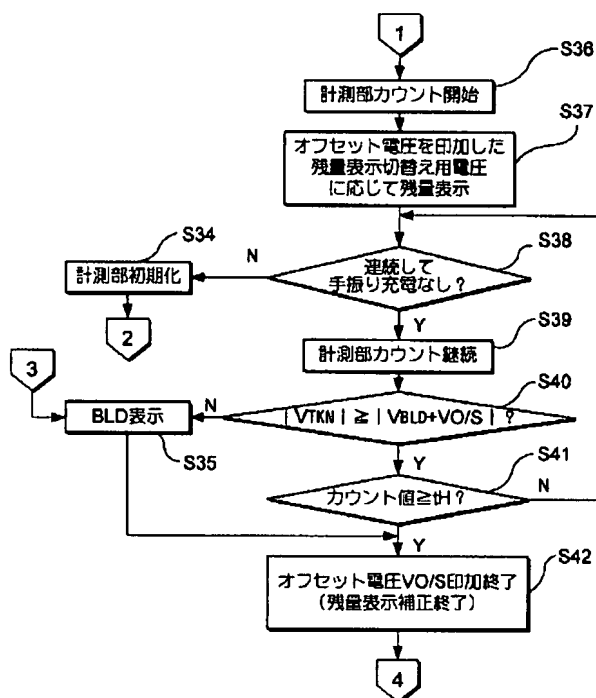 1
S36
計測部カウント開始
S37
オフセット電圧を印加した
残量表示切替え用電圧
に応じて残量表示
S34
N
S38
連続して
手振り充電なし？
計測部初期化
2
Y
S39
計測部カウント継続
3
S40
N
|VTKN| ≧ |VBLD+VO/S| ？
BLD表示
S35
Y
S41
カウント値≧tH？
N
Y
S42
オフセット電圧VO/S印加終了
（残量表示補正終了）
4